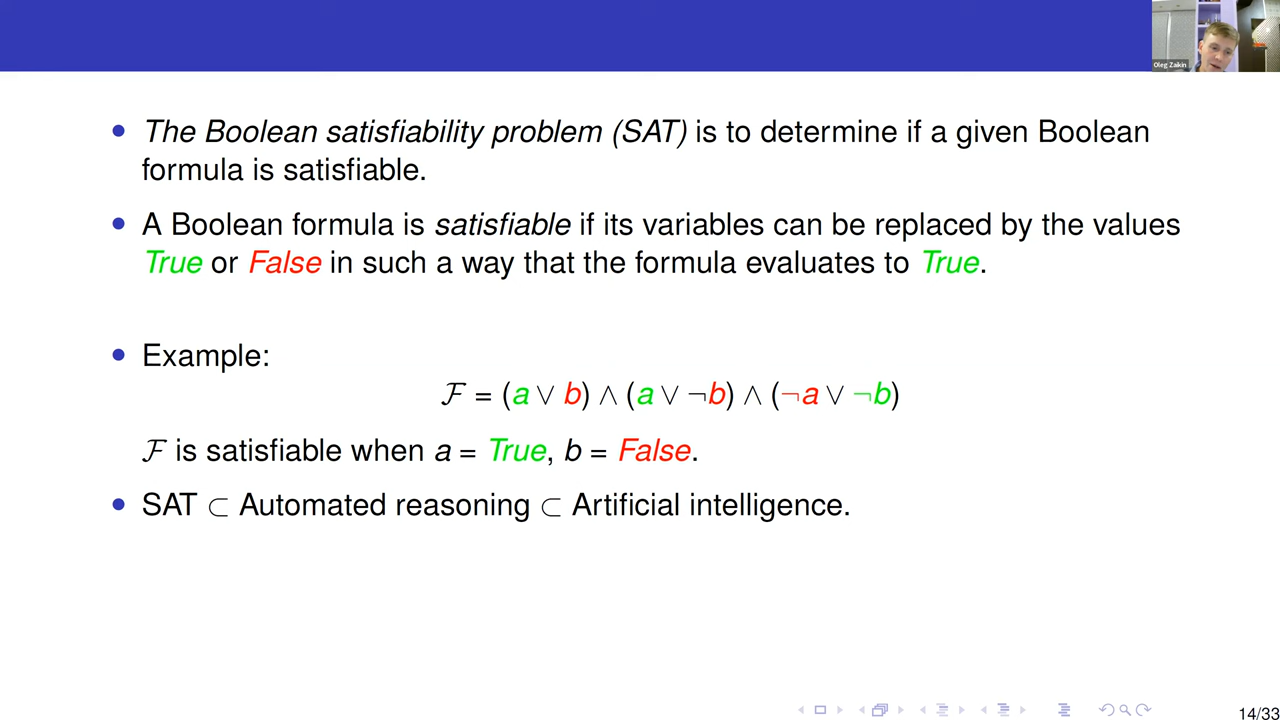 Oleg Zaikin
• The Boolean satisfiability problem (SAT) is to determine if a given Boolean
formula is satisfiable.
• A Boolean formula is satisfiable if its variables can be replaced by the values
True or False in such a way that the formula evaluates to True.
• Example:
ℱ = (a ∨ b) ∧ (a ∨ ¬b) ∧ (¬a ∨ ¬b)
ℱ is satisfiable when a = True, b = False.
• SAT ⊂ Automated reasoning ⊂ Artificial intelligence.
14/33